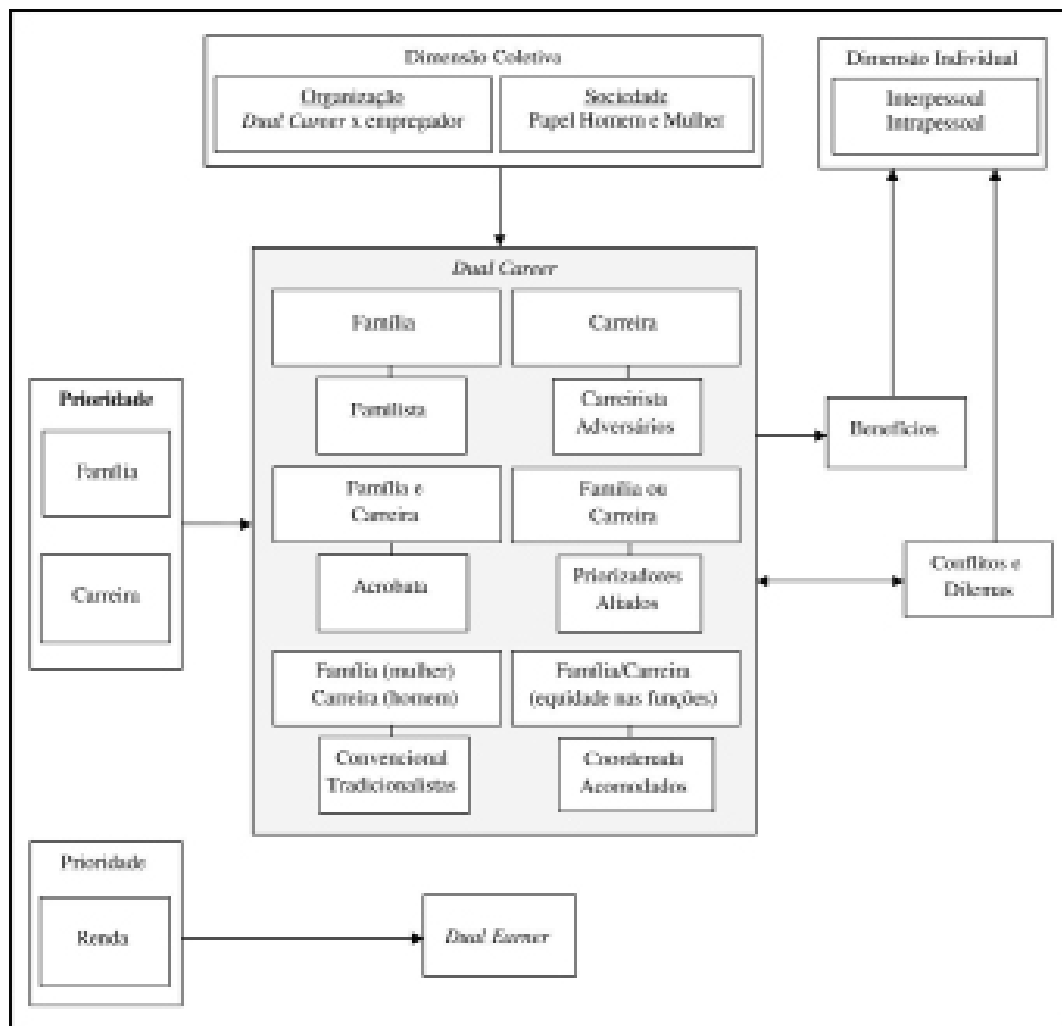 Dimensão Coletiva
Organização
Dual Career x empregador
Sociedade
Papel Homem e Mulher
Dimensão Individual
Interpessoal
Intrapessoal
Dual Career
Família
Carreira
Familista
Carreirista
Adversários
Família e
Carreira
Família ou
Carreira
Acrobata
Priorizadores
Aliados
Família (mulher)
Carreira (homem)
Família/Carreira
(equidade nas funções)
Convencional
Tradicionalistas
Coordenada
Acomodados
Prioridade
Família
Carreira
Benefícios
Conflitos e
Dilemas
Prioridade
Renda
Dual Earner